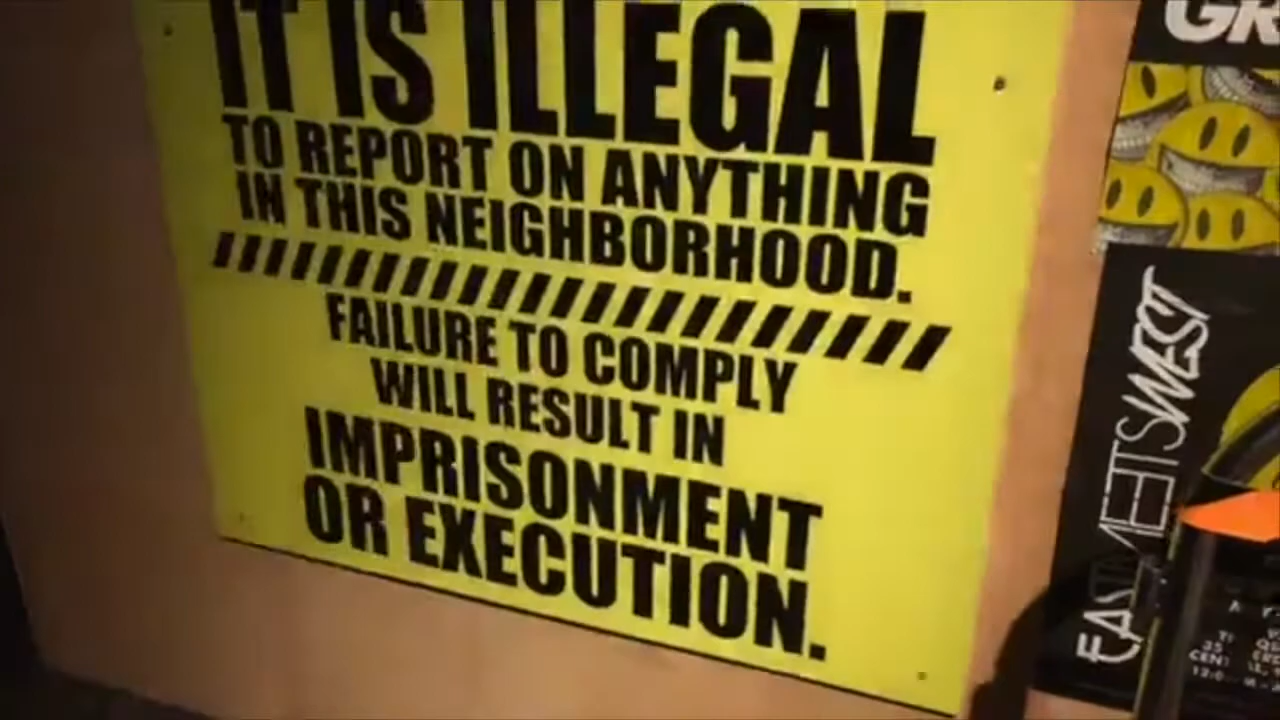 IT IS ILLEGAL
TO REPORT ON ANYTHING
IN THIS NEIGHBORHOOD.
FAILURE TO COMPLY
WILL RESULT IN
IMPRISONMENT
OR EXECUTION.
GR
EAST MEETS WEST